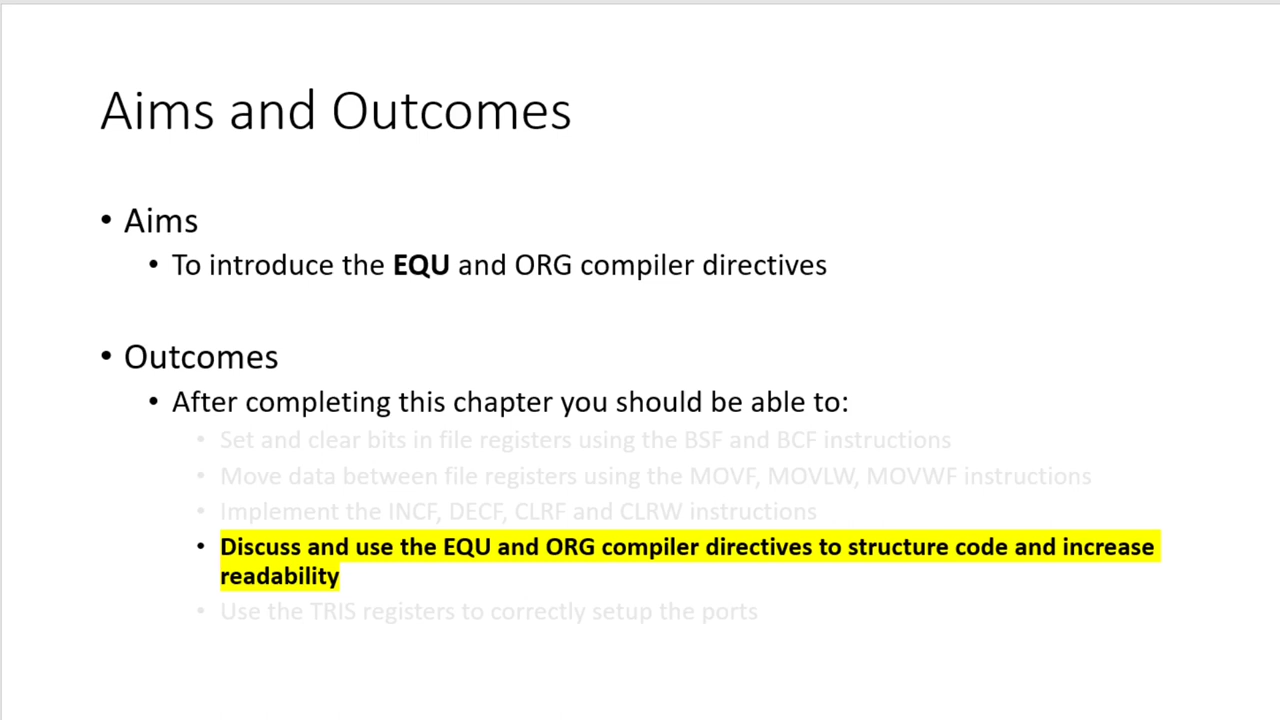 Aims and Outcomes
• Aims
• To introduce the EQU and ORG compiler directives
• Outcomes
• After completing this chapter you should be able to:
• Set and clear bits in file registers using the BSF and BCF instructions
• Move data between file registers using the MOVF, MOVLW, MOVWF instructions
• Implement the INCF, DECF, CLRF and CLRW instructions
• Discuss and use the EQU and ORG compiler directives to structure code and increase
readability
• Use the TRIS registers to correctly setup the ports